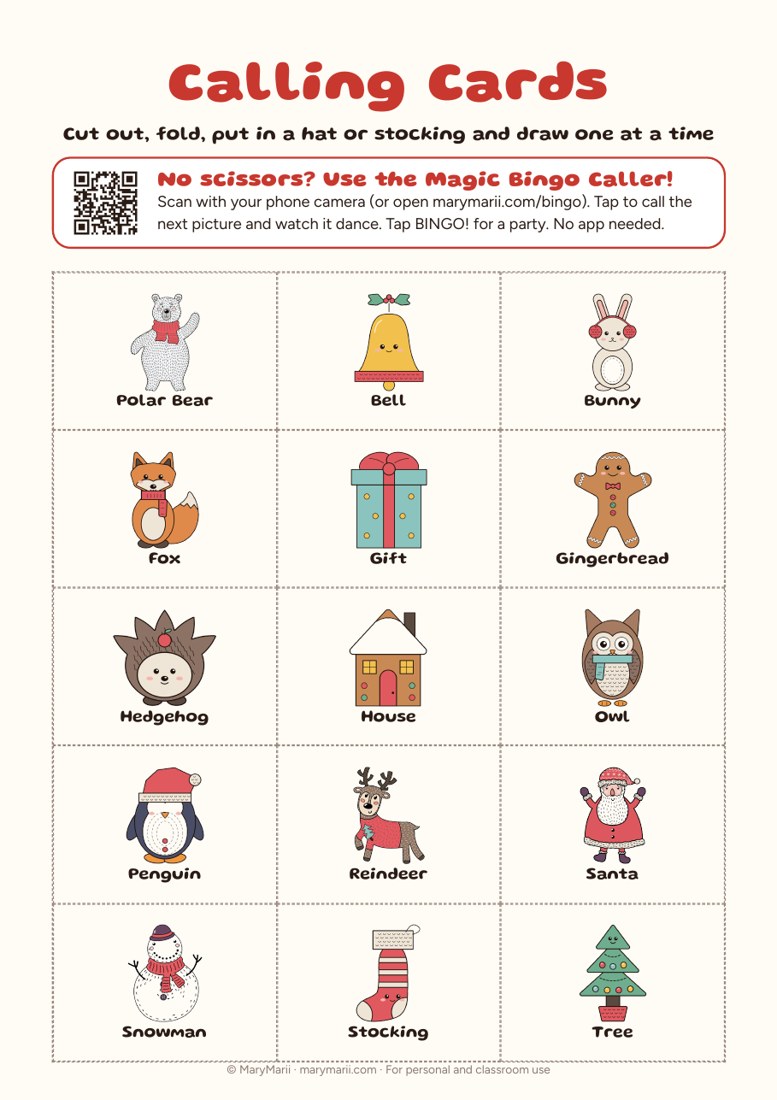 Calling Cards
Cut out, fold, put in a hat or stocking and draw one at a time
No scissors? Use the Magic Bingo Caller!
Scan with your phone camera (or open marymarii.com/bingo). Tap to call the
next picture and watch it dance. Tap BINGO! for a party. No app needed.
Polar Bear
Bell
Bunny
Fox
Gift
Gingerbread
Hedgehog
House
Owl
Penguin
Reindeer
Santa
Snowman
Stocking
Tree
© MaryMarii · marymarii.com · For personal and classroom use